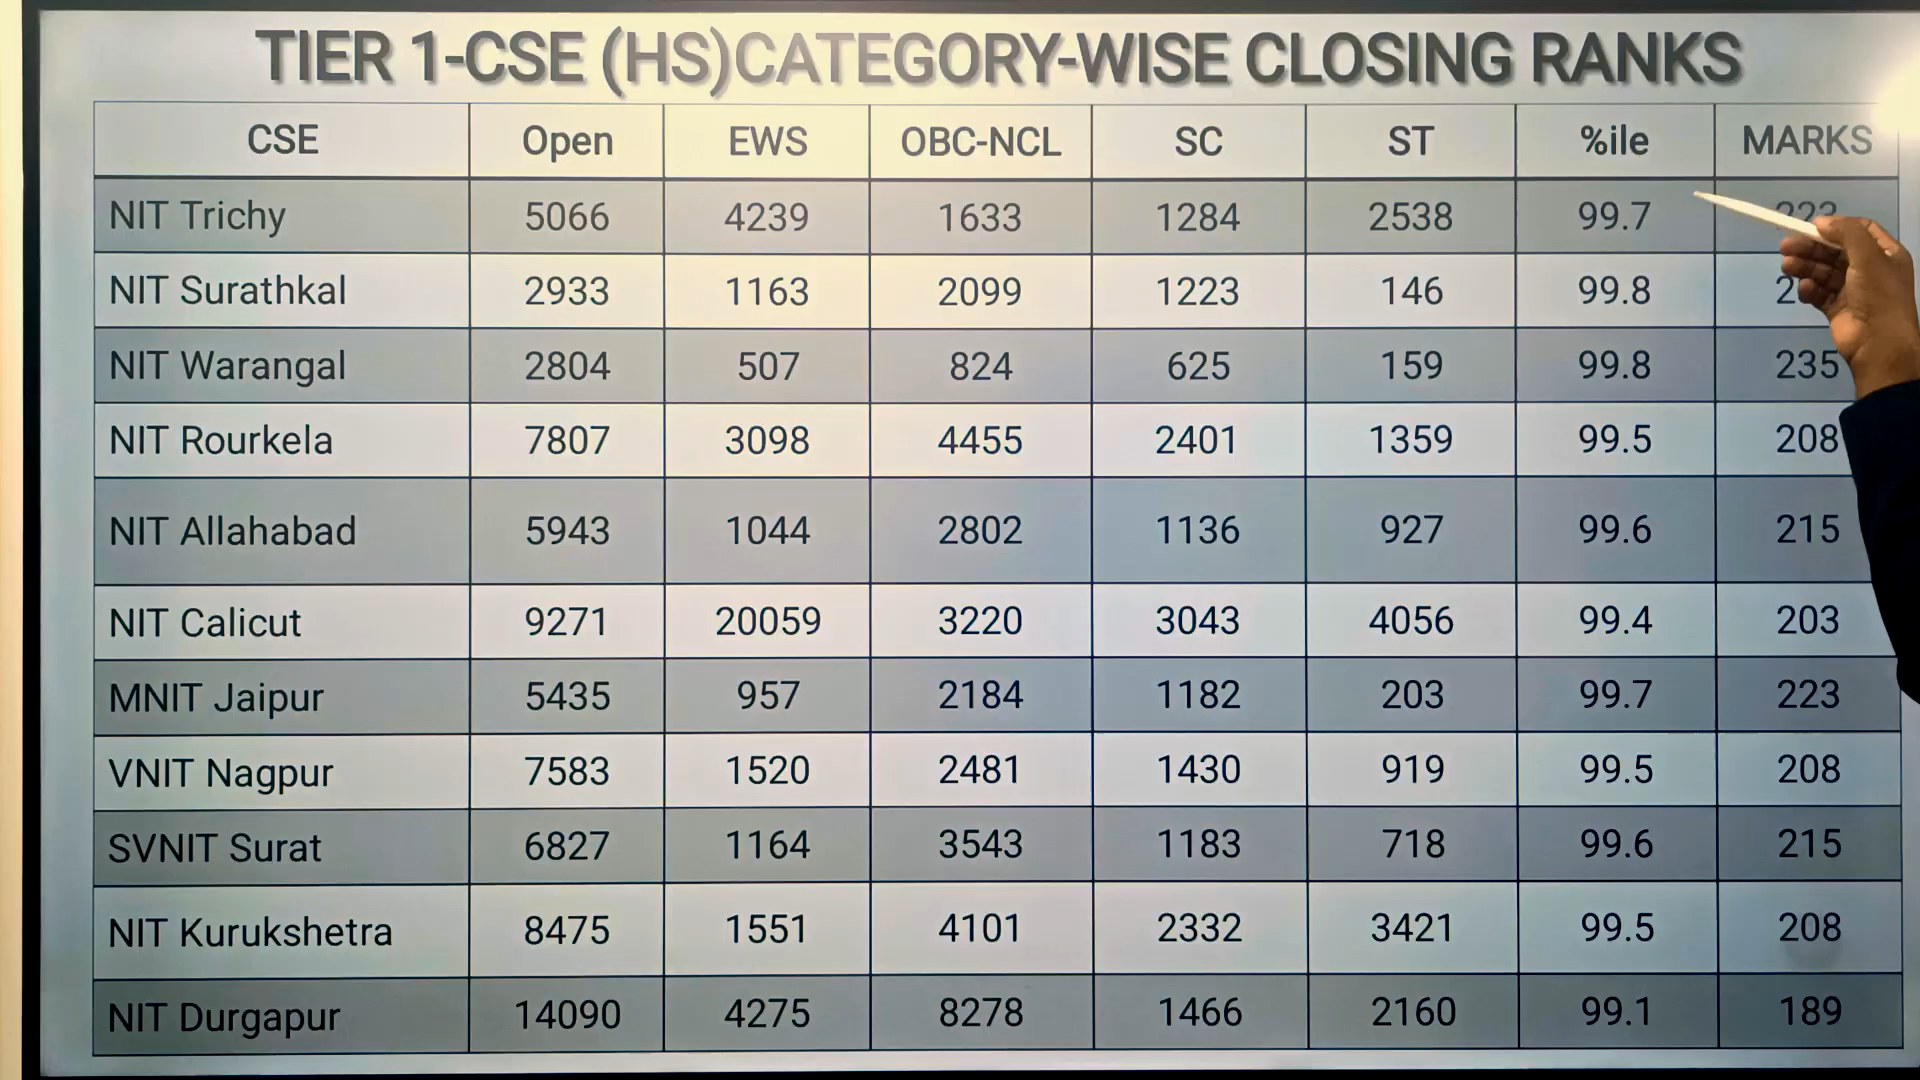 TIER 1-CSE (HS)CATEGORY-WISE CLOSING RANKS
CSE Open EWS OBC-NCL SC ST %ile MARKS
NIT Trichy 5066 4239 1633 1284 2538 99.7
NIT Surathkal 2933 1163 2099 1223 146 99.8
NIT Warangal 2804 507 824 625 159 99.8 235
NIT Rourkela 7807 3098 4455 2401 1359 99.5 208
NIT Allahabad 5943 1044 2802 1136 927 99.6 215
NIT Calicut 9271 20059 3220 3043 4056 99.4 203
MNIT Jaipur 5435 957 2184 1182 203 99.7 223
VNIT Nagpur 7583 1520 2481 1430 919 99.5 208
SVNIT Surat 6827 1164 3543 1183 718 99.6 215
NIT Kurukshetra 8475 1551 4101 2332 3421 99.5 208
NIT Durgapur 14090 4275 8278 1466 2160 99.1 189